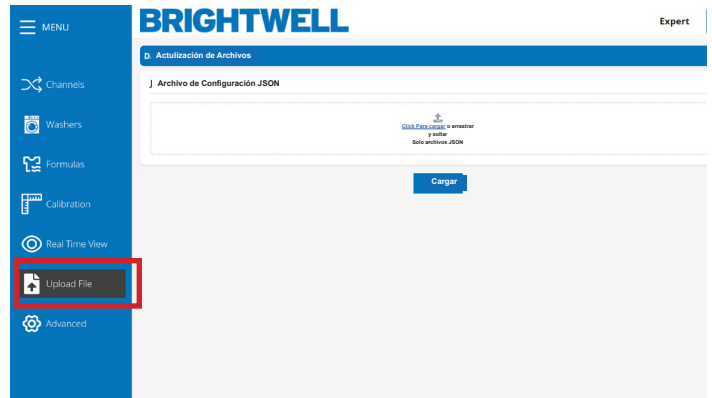 MENU
BRIGHTWELL
Expert
D. Actulización de Archivos
Channels
J Archivo de Configuración JSON
Washers
Click Para cargar o arrastrar
y soltar
Solo archivos JSON
Formulas
Cargar
Calibration
Real Time View
Upload File
Advanced